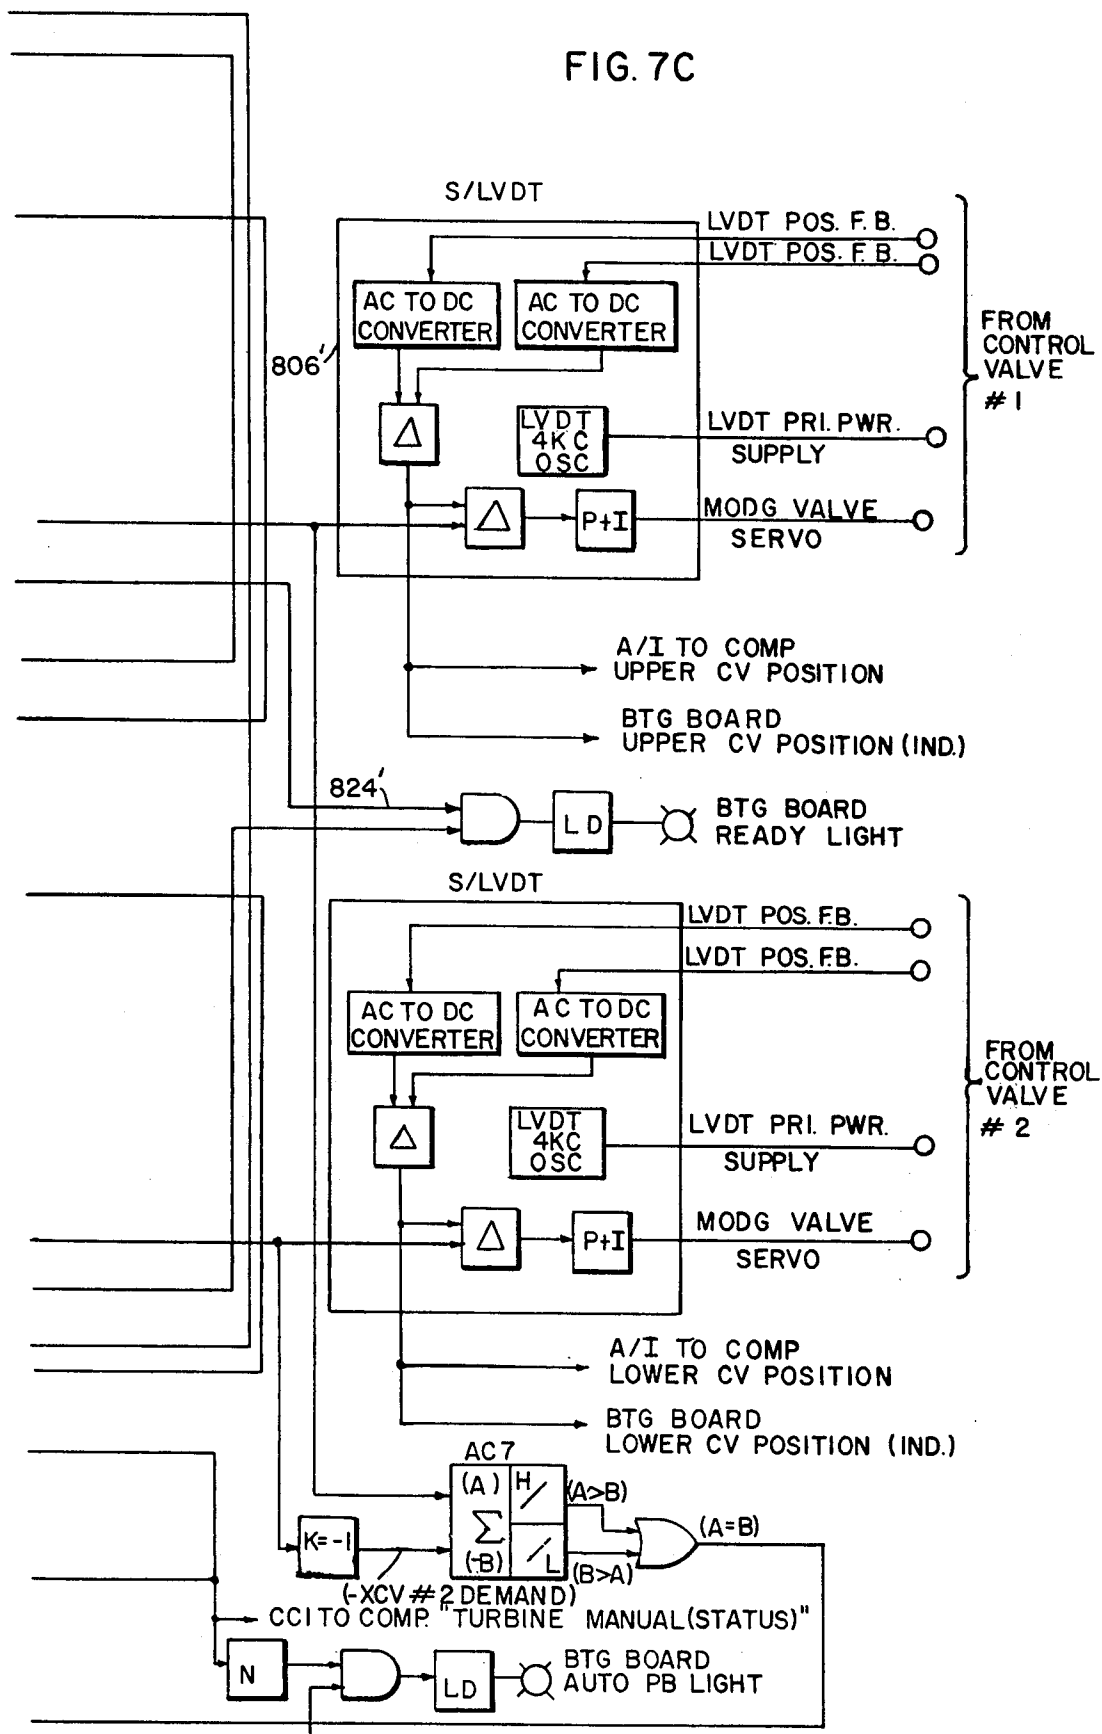 FIG. 7C
S/LVDT
LVDT POS. F.B.
LVDT POS. F.B.
AC TO DC
CONVERTER
AC TO DC
CONVERTER
806'
FROM
CONTROL
VALVE
#1
Δ
LVDT
4KC
OSC
LVDT PRI. PWR.
SUPPLY
Δ
P+I
MODG VALVE
SERVO
A/I TO COMP
UPPER CV POSITION
BTG BOARD
UPPER CV POSITION (IND.)
824'
LD
BTG BOARD
READY LIGHT
S/LVDT
LVDT POS. F.B.
LVDT POS. F.B.
AC TO DC
CONVERTER
AC TO DC
CONVERTER
FROM
CONTROL
VALVE
#2
Δ
LVDT
4KC
OSC
LVDT PRI. PWR.
SUPPLY
Δ
P+I
MODG VALVE
SERVO
A/I TO COMP
LOWER CV POSITION
BTG BOARD
LOWER CV POSITION (IND.)
AC7
(A)
H
(A>B)
Σ
(A=B)
K=-1
(-B)
L
(B>A)
(-XCV #2 DEMAND)
CCI TO COMP. "TURBINE MANUAL (STATUS)"
N
LD
BTG BOARD
AUTO PB LIGHT